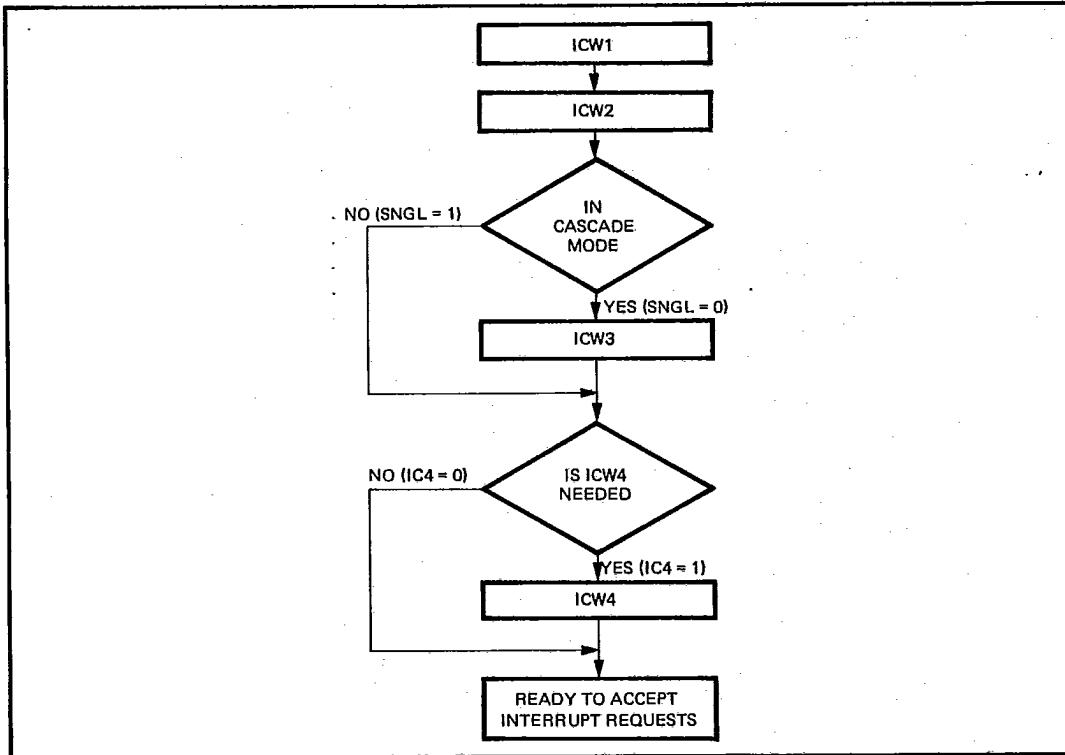 ICW1
ICW2
IN
CASCADE
MODE
NO (SNGL = 1)
YES (SNGL = 0)
ICW3
IS ICW4
NEEDED
NO (IC4 = 0)
YES (IC4 = 1)
ICW4
READY TO ACCEPT
INTERRUPT REQUESTS